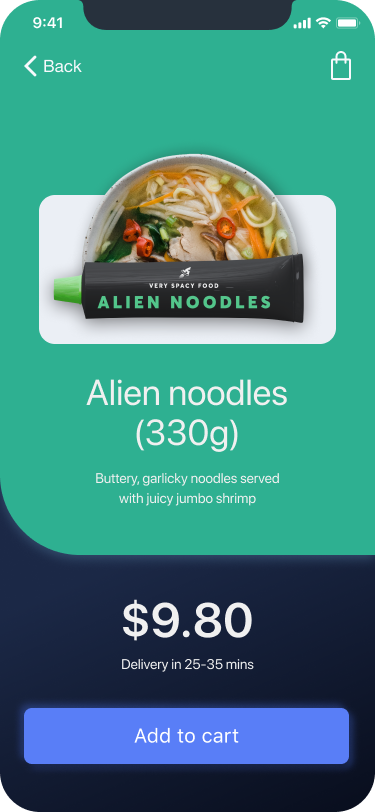 9:41
Back
VERY SPACY FOOD
ALIEN NOODLES
Alien noodles
(330g)
Buttery, garlicky noodles served
with juicy jumbo shrimp
$9.80
Delivery in 25-35 mins
Add to cart